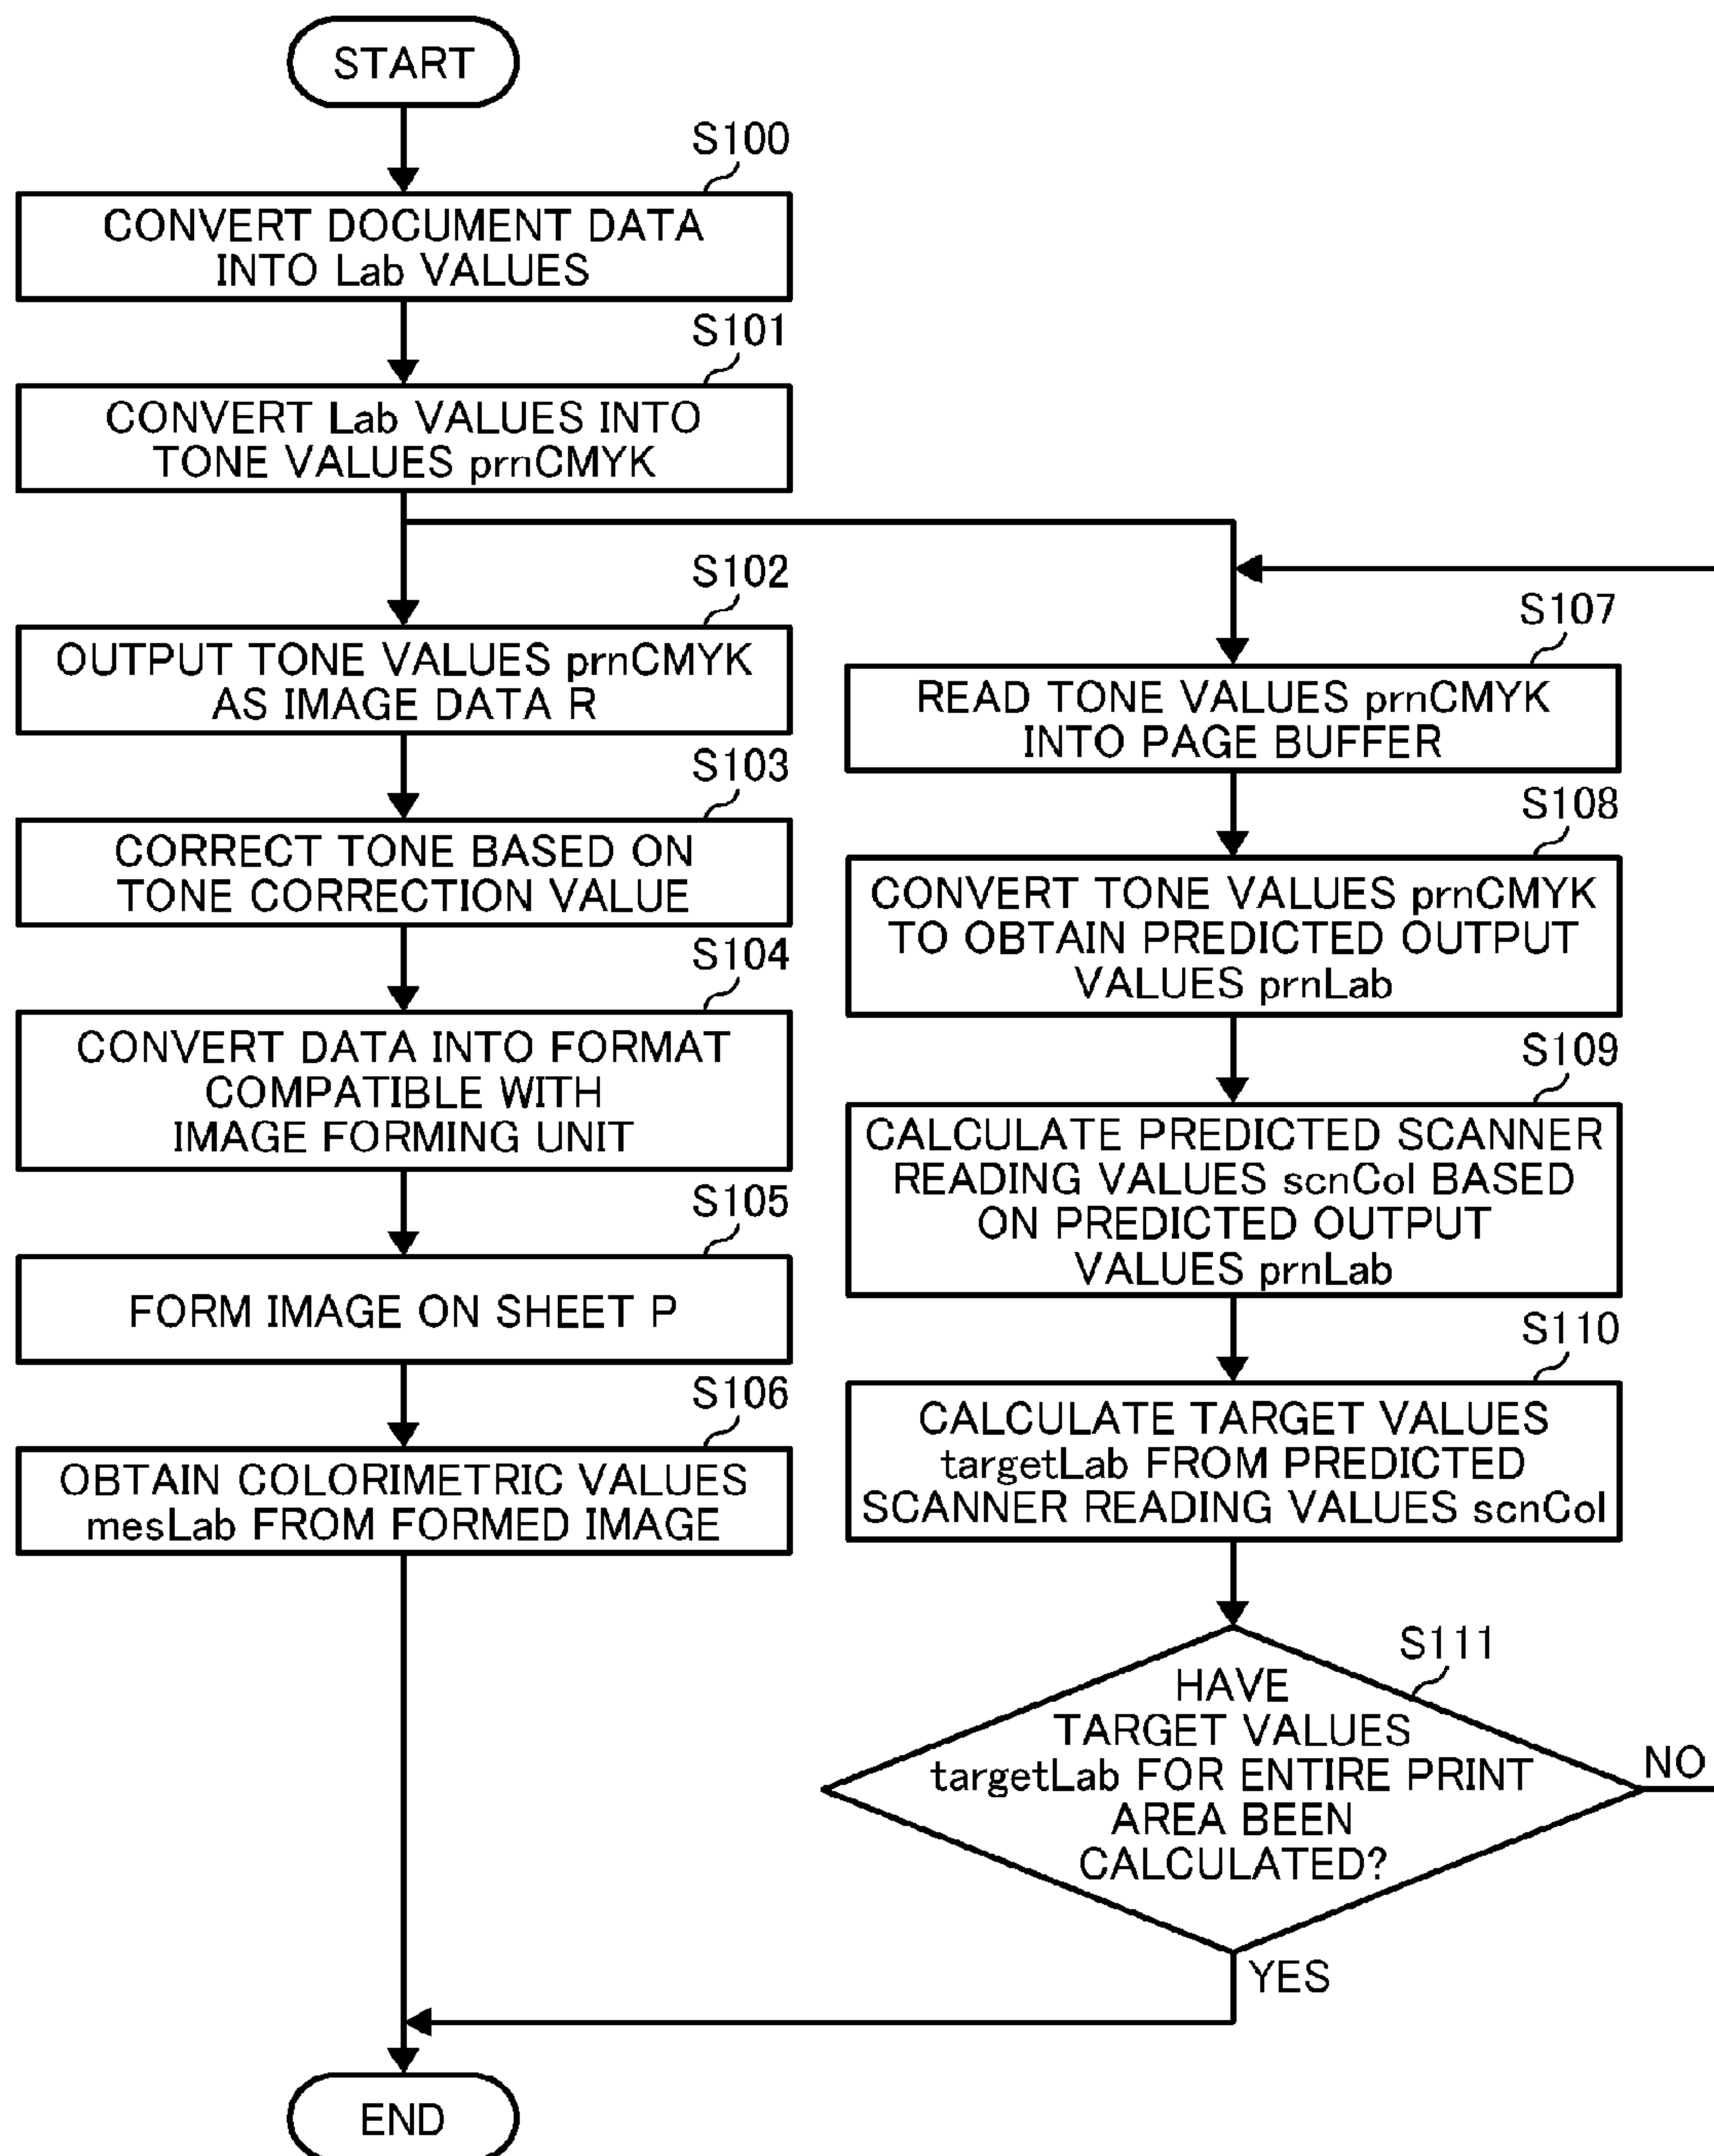 START
S100
CONVERT DOCUMENT DATA
INTO Lab VALUES
S101
CONVERT Lab VALUES INTO
TONE VALUES prnCMYK
S102
OUTPUT TONE VALUES prnCMYK
AS IMAGE DATA R
S103
CORRECT TONE BASED ON
TONE CORRECTION VALUE
S104
CONVERT DATA INTO FORMAT
COMPATIBLE WITH
IMAGE FORMING UNIT
S105
FORM IMAGE ON SHEET P
S106
OBTAIN COLORIMETRIC VALUES
mesLab FROM FORMED IMAGE
S107
READ TONE VALUES prnCMYK
INTO PAGE BUFFER
S108
CONVERT TONE VALUES prnCMYK
TO OBTAIN PREDICTED OUTPUT
VALUES prnLab
S109
CALCULATE PREDICTED SCANNER
READING VALUES scnCol BASED
ON PREDICTED OUTPUT
VALUES prnLab
S110
CALCULATE TARGET VALUES
targetLab FROM PREDICTED
SCANNER READING VALUES scnCol
S111
HAVE
TARGET VALUES
targetLab FOR ENTIRE PRINT
AREA BEEN
CALCULATED?
NO
YES
END